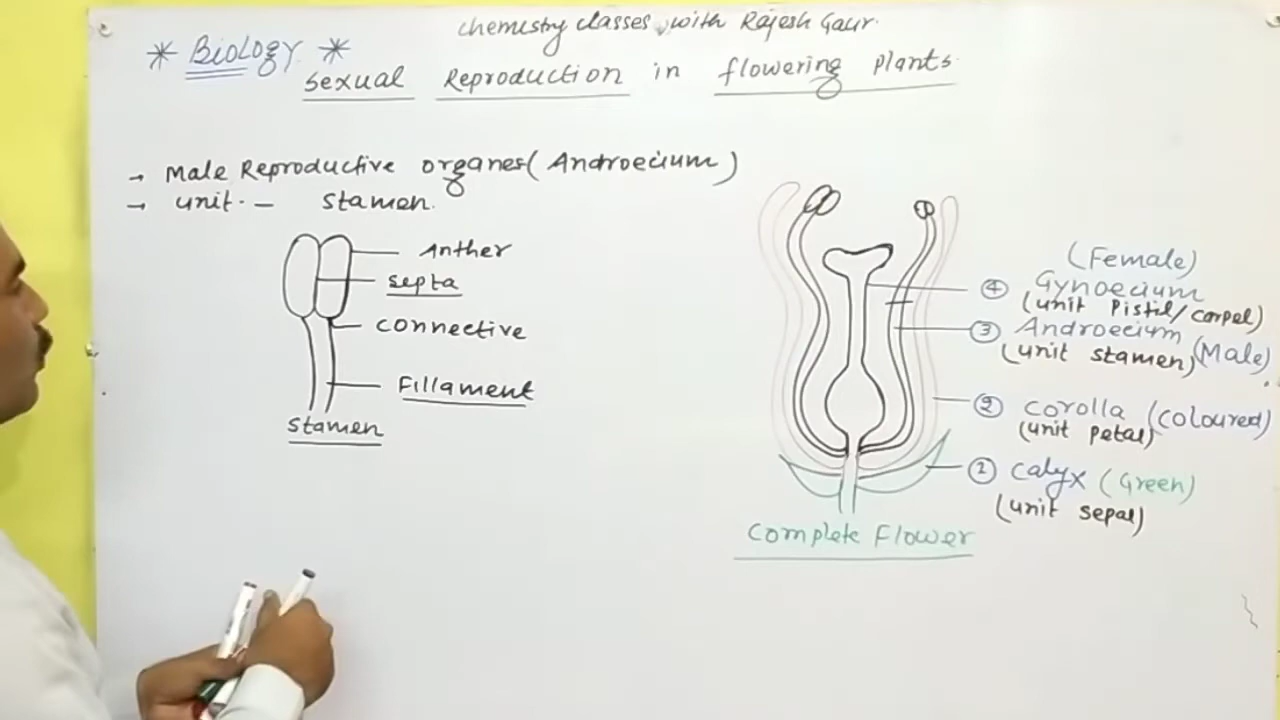 chemistry classes with Rajesh Gaur.
* Biology *
Sexual Reproduction in flowering plants.
→ Male Reproductive organes (Androecium)
→ unit. - Stamen.
Anther
Septa
Connective
Fillament
Stamen
(Female)
④ Gynoecium
(unit Pistil/carpel)
③ Androecium (Male)
(unit stamen)
② Corolla (coloured)
(unit petal)
① Calyx (Green)
(unit sepal)
Complete Flower